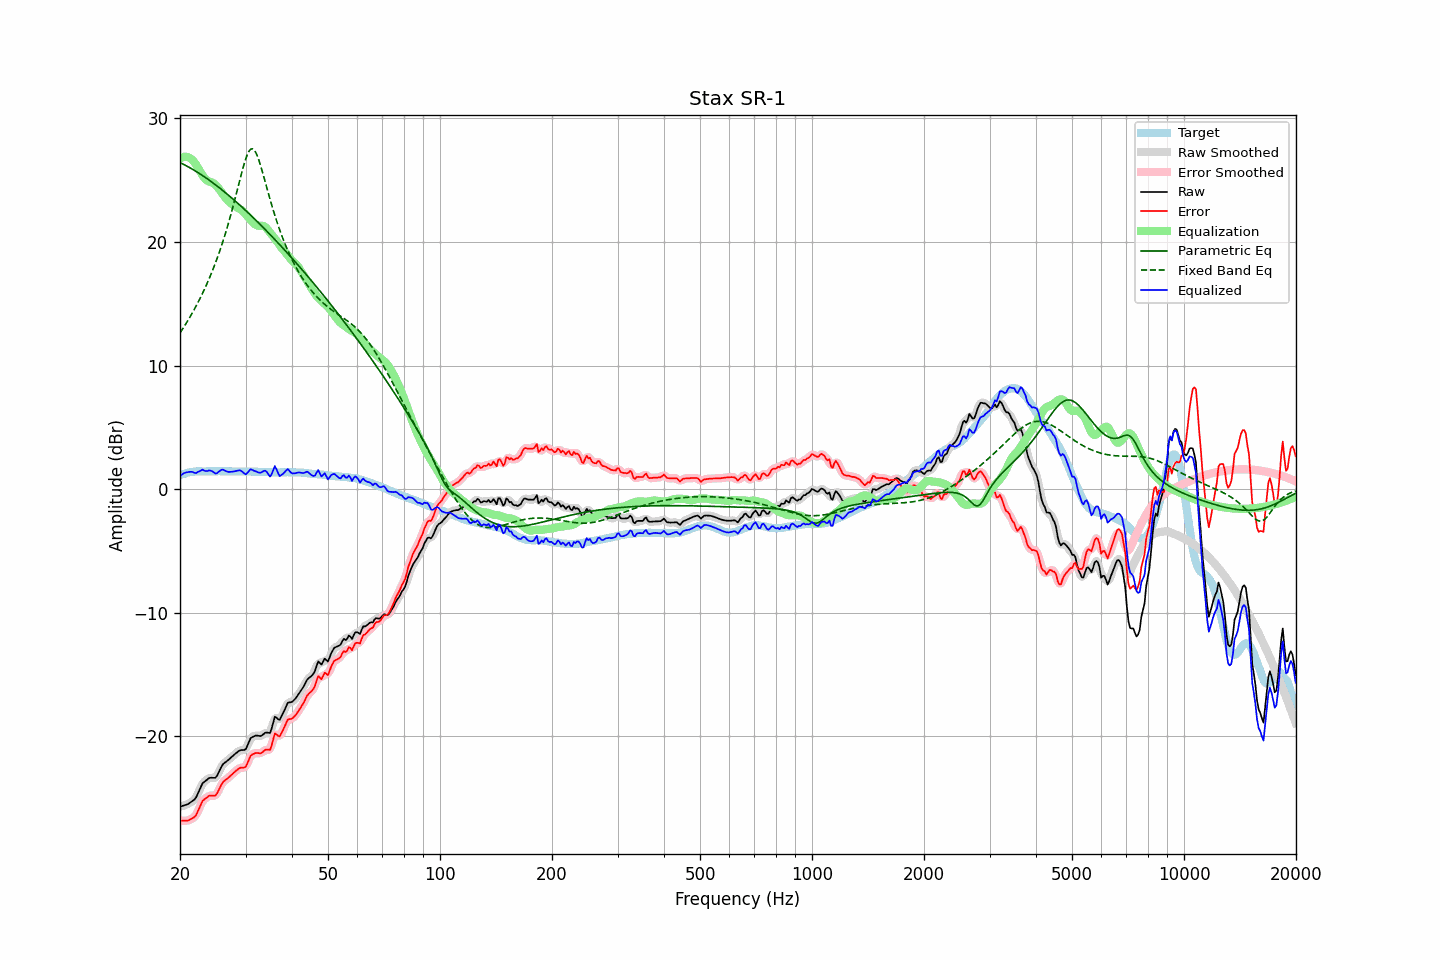 Stax SR-1
Amplitude (dBr)
30
20
10
0
−10
−20
Target
Raw Smoothed
Error Smoothed
Raw
Error
Equalization
Parametric Eq
Fixed Band Eq
Equalized
20
50
100
200
500
1000
2000
5000
10000
20000
Frequency (Hz)